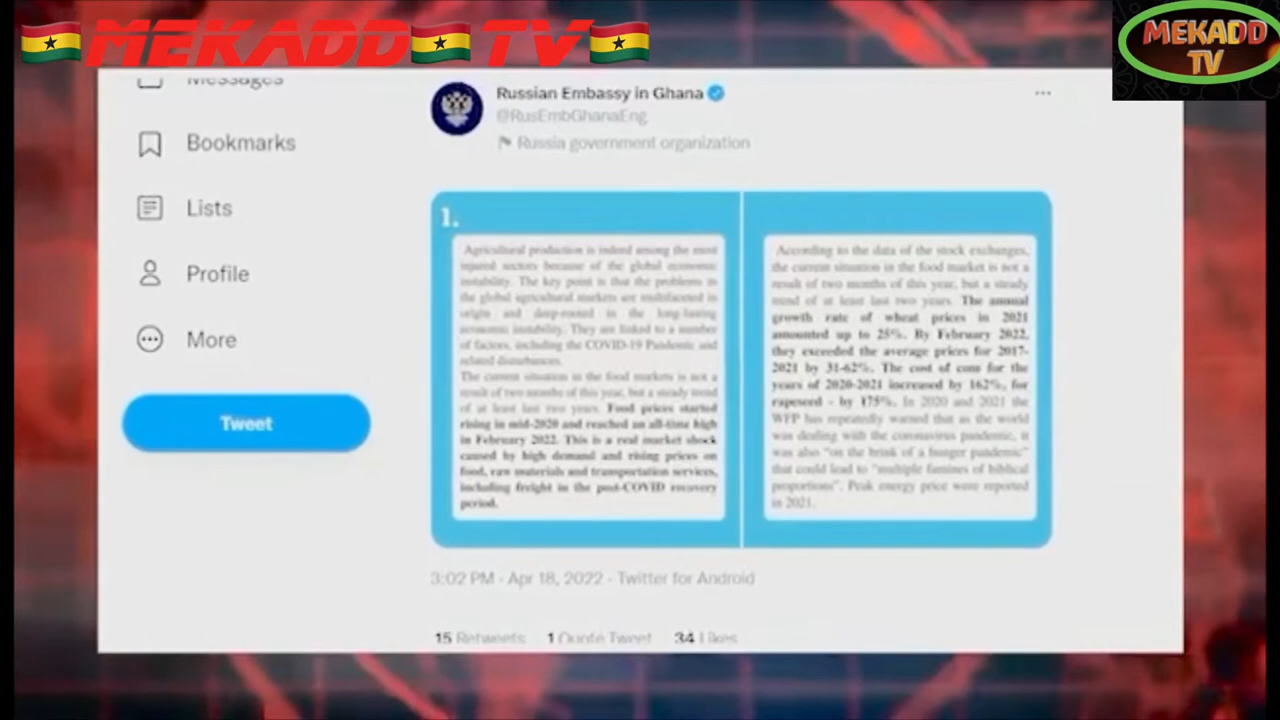 MEKADD TV
MEKADD
TV
Messages
Bookmarks
Lists
Profile
More
Tweet
Russian Embassy in Ghana
@RusEmbGhanaEng
Russia government organization
1.
Agricultural production is indeed among the most
injured sectors because of the global economic
instability. The key point is that the problems in
the global agricultural markets are multifaceted in
origin and deep-rooted in the long-lasting
economic instability. They are linked to a number
of factors, including the COVID-19 Pandemic and
related disturbances.
The current situation in the food markets is not a
result of two months of this year, but a steady trend
of at least last two years. Food prices started
rising in mid-2020 and reached an all-time high
in February 2022. This is a real market shock
caused by high demand and rising prices on
food, raw materials and transportation services,
including freight in the post-COVID recovery
period.
According to the data of the stock exchanges,
the current situation in the food market is not a
result of two months of this year, but a steady
trend of at least last two years. The annual
growth rate of wheat prices in 2021
amounted up to 25%. By February 2022,
they exceeded the average prices for 2017-
2021 by 31-62%. The cost of corn for the
years of 2020-2021 increased by 162%, for
rapeseed - by 175%. In 2020 and 2021 the
WFP has repeatedly warned that as the world
was dealing with the coronavirus pandemic, it
was also "on the brink of a hunger pandemic"
that could lead to "multiple famines of biblical
proportions". Peak energy price were reported
in 2021.
3:02 PM · Apr 18, 2022 · Twitter for Android
15 Retweets 1 Quote Tweet 34 Likes